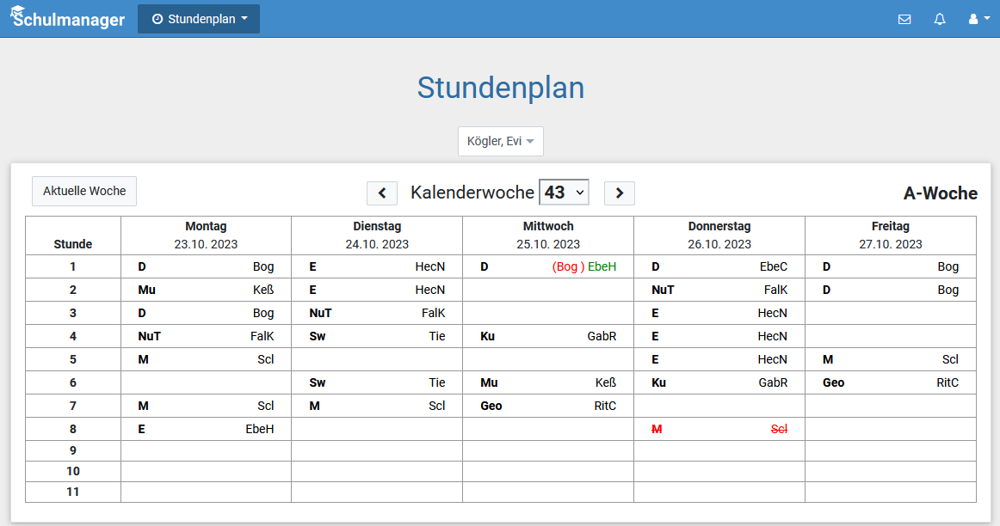 Schulmanager Stundenplan
Stundenplan
Kögler, Evi
Aktuelle Woche Kalenderwoche 43 A-Woche
Stunde Montag 23.10. 2023 Dienstag 24.10. 2023 Mittwoch 25.10. 2023 Donnerstag 26.10. 2023 Freitag 27.10. 2023
1 D Bog E HecN D (Bog ) EbeH D EbeC D Bog
2 Mu Keß E HecN NuT FalK D Bog
3 D Bog NuT FalK E HecN
4 NuT FalK Sw Tie Ku GabR E HecN
5 M Scl E HecN M Scl
6 Sw Tie Mu Keß Ku GabR Geo RitC
7 M Scl M Scl Geo RitC
8 E EbeH M Scl
9
10
11